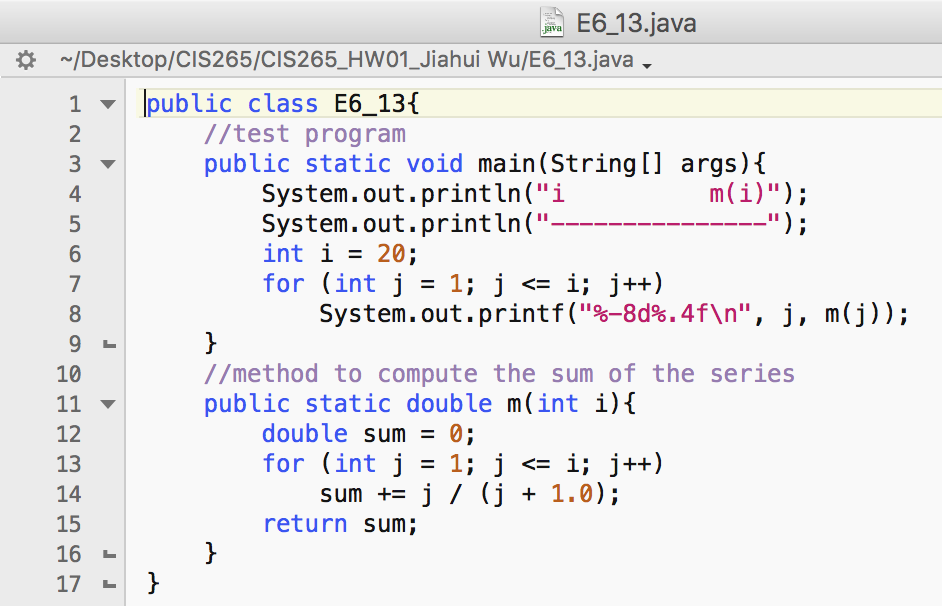 E6_13.java
~/Desktop/CIS265/CIS265_HW01_Jiahui Wu/E6_13.java
1 public class E6_13{
2     //test program
3     public static void main(String[] args){
4         System.out.println("i          m(i)");
5         System.out.println("---------------");
6         int i = 20;
7         for (int j = 1; j <= i; j++)
8             System.out.printf("%-8d%.4f\n", j, m(j));
9     }
10     //method to compute the sum of the series
11     public static double m(int i){
12         double sum = 0;
13         for (int j = 1; j <= i; j++)
14             sum += j / (j + 1.0);
15         return sum;
16     }
17 }